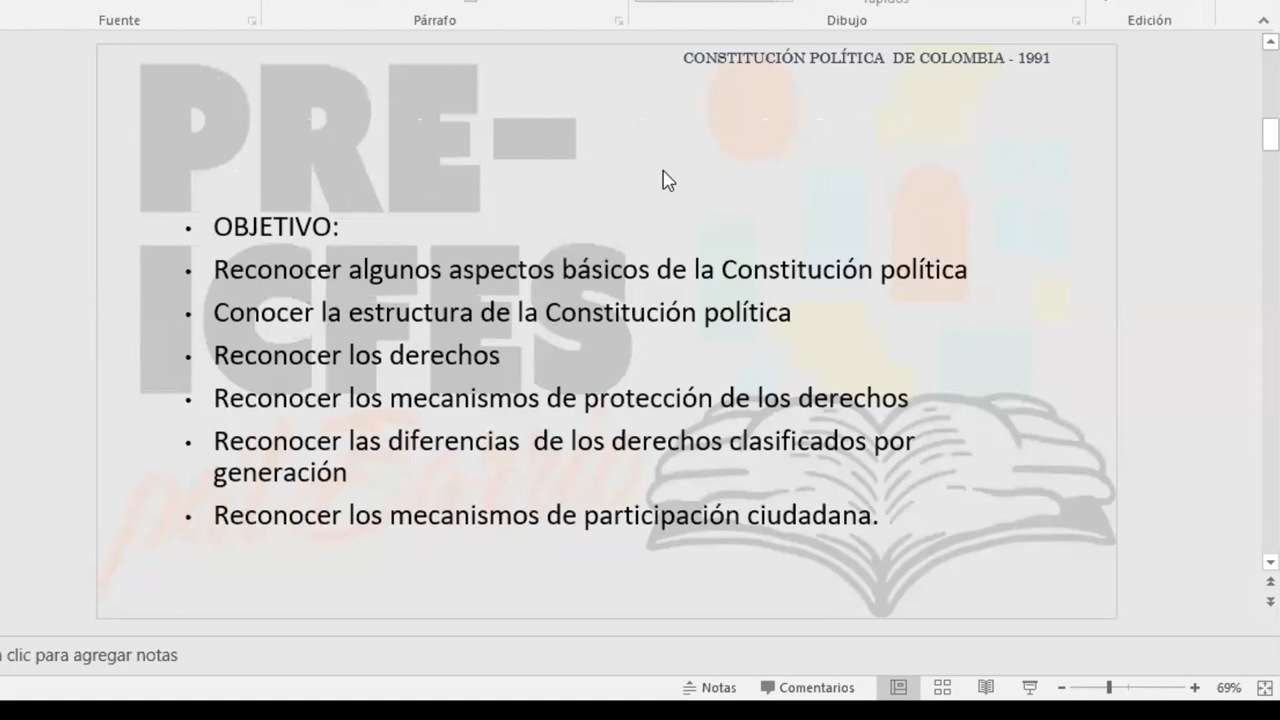 Fuente
Párrafo
Dibujo
Edición
CONSTITUCIÓN POLÍTICA DE COLOMBIA - 1991
PRE-
ICFES
• OBJETIVO:
• Reconocer algunos aspectos básicos de la Constitución política
• Conocer la estructura de la Constitución política
• Reconocer los derechos
• Reconocer los mecanismos de protección de los derechos
• Reconocer las diferencias de los derechos clasificados por
generación
• Reconocer los mecanismos de participación ciudadana.
clic para agregar notas
Notas
Comentarios
69%